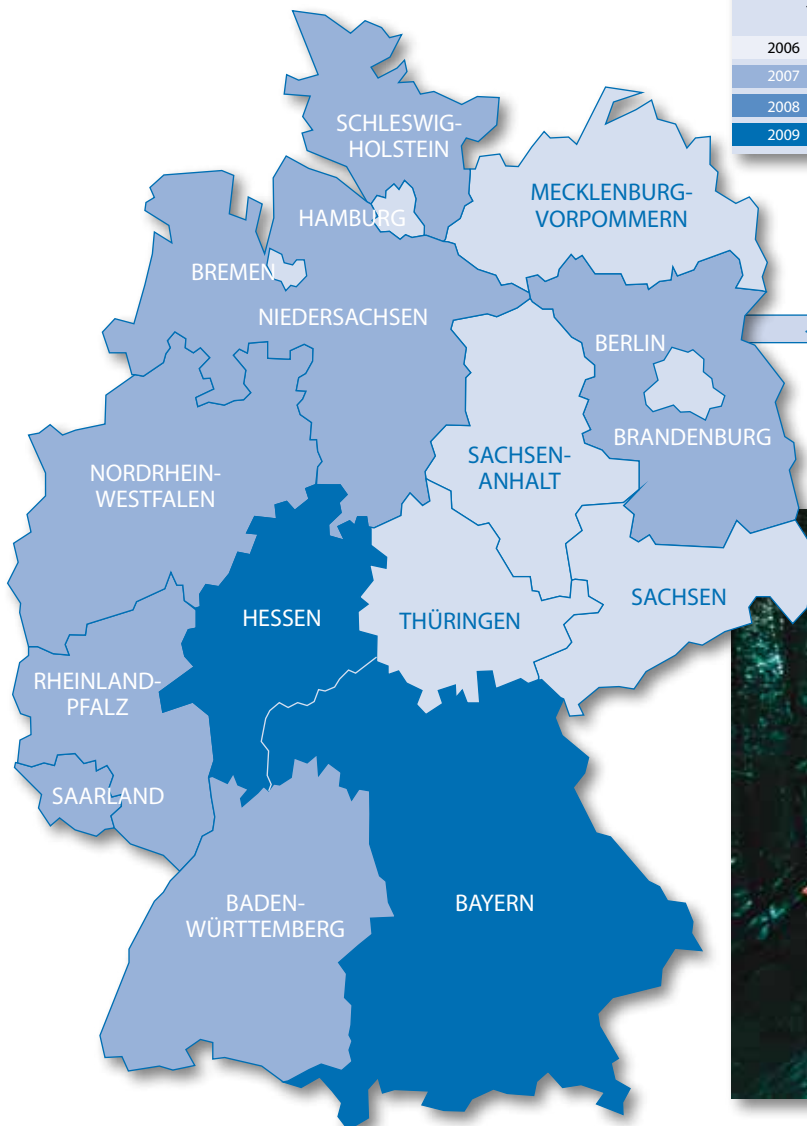 2006
2007
2008
2009
SCHLESWIG-
HOLSTEIN
MECKLENBURG-
VORPOMMERN
HAMBURG
BREMEN
NIEDERSACHSEN
BERLIN
BRANDENBURG
SACHSEN-
ANHALT
NORDRHEIN-
WESTFALEN
HESSEN
THÜRINGEN
SACHSEN
RHEINLAND-
PFALZ
SAARLAND
BADEN-
WÜRTTEMBERG
BAYERN